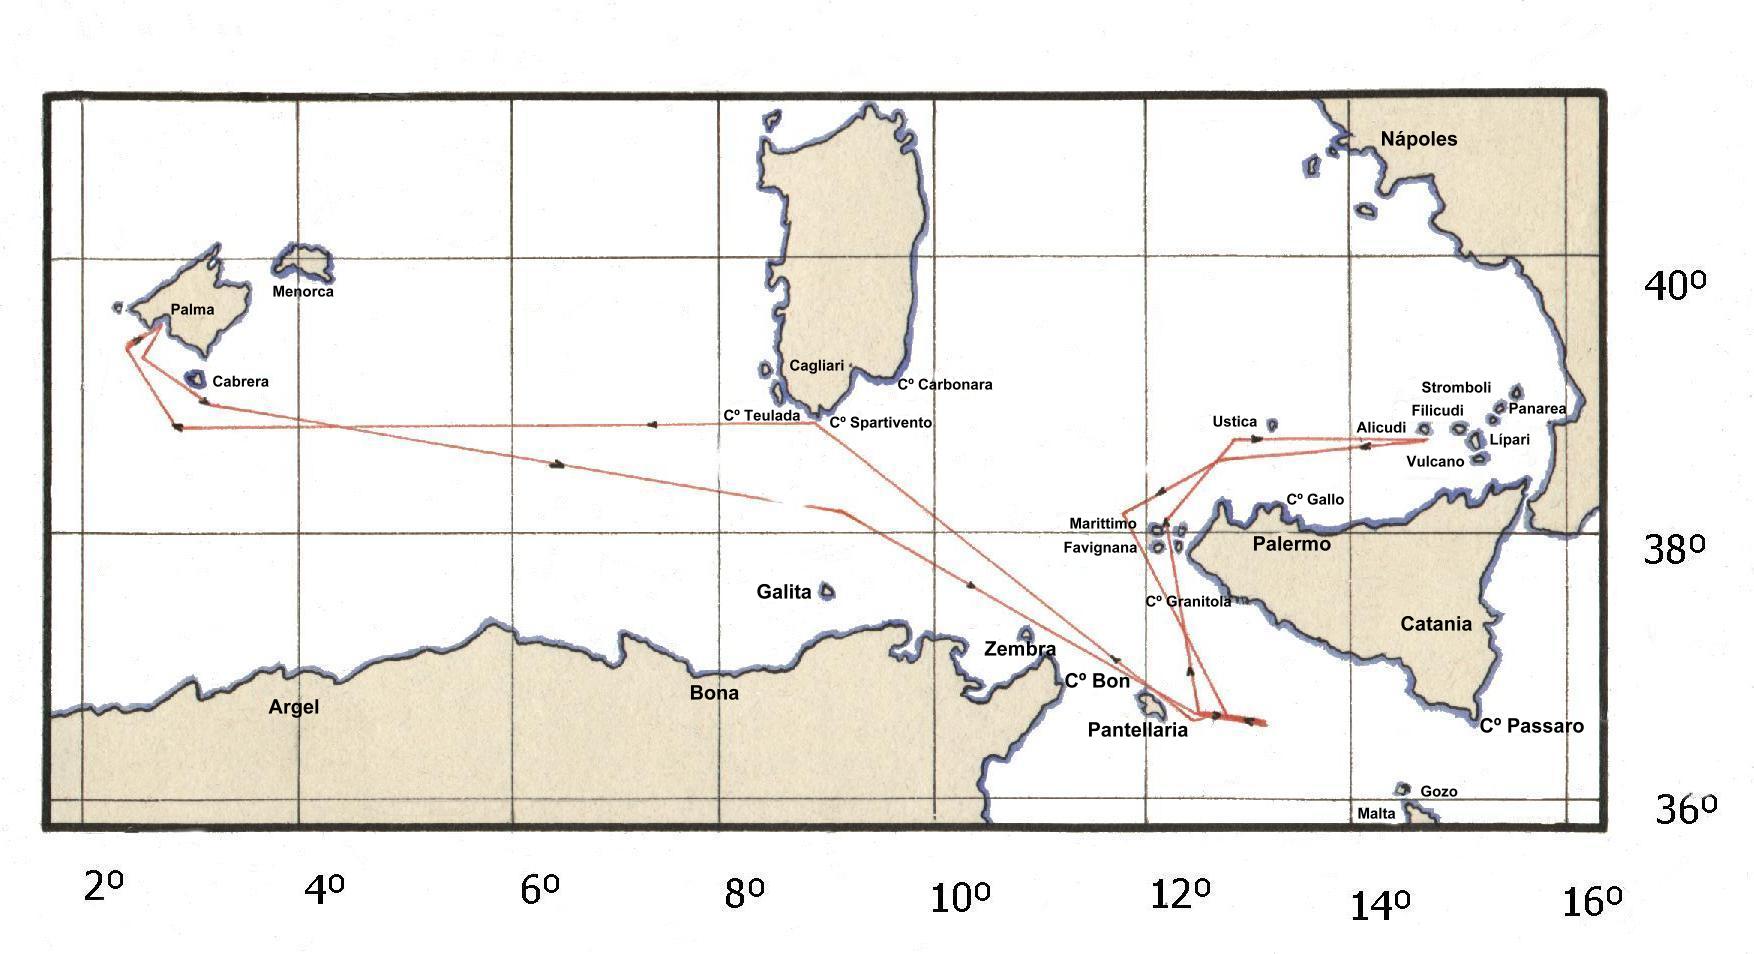 Nápoles
Palma
Menorca
40º
Cabrera
Cagliari
Cº Carbonara
Cº Teulada
Cº Spartivento
Stromboli
Filicudi
Panarea
Ustica
Alicudi
Lípari
Vulcano
Cº Gallo
Marittimo
Favignana
Palermo
38º
Galita
Cº Granitola
Catania
Zembra
Cº Bon
Argel
Bona
Pantellaria
Cº Passaro
Gozo
Malta
36º
2º
4º
6º
8º
10º
12º
14º
16º